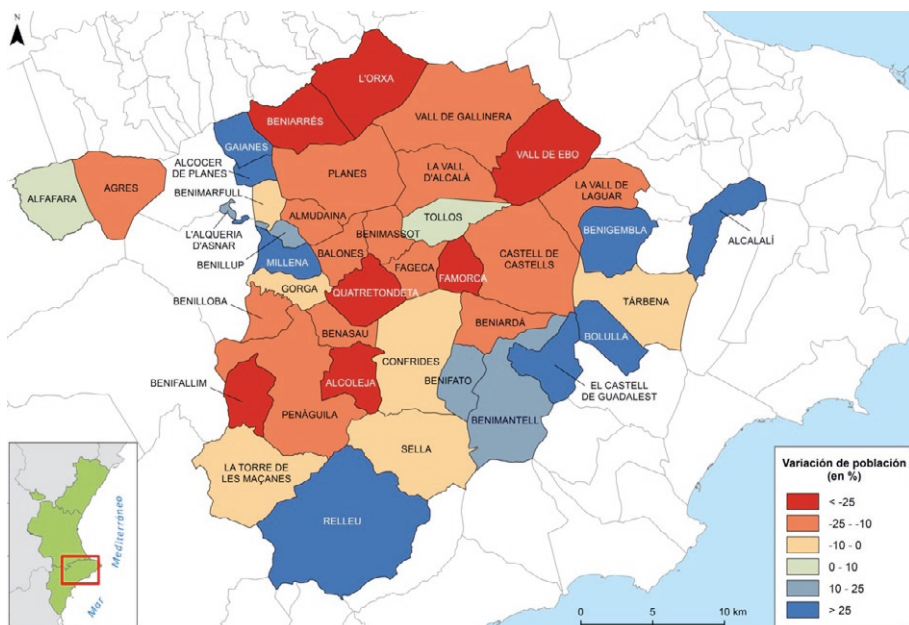 N
L'ORXA
BENIARRÉS
VALL DE GALLINERA
GAIANES
VALL DE EBO
ALCOCER
DE PLANES
PLANES
LA VALL
D'ALCALÀ
BENIMARFULL
ALFAFARA
AGRES
LA VALL DE
LAGUAR
ALMUDAINA
TOLLOS
BENIMASSOT
L'ALQUERIA
D'ASNAR
BENIGEMBLA
ALCALALÍ
BENILLUP
BALONES
MILLENA
FAGECA
FAMORCA
CASTELL DE
CASTELLS
GORGA
QUATRETONDETA
TÀRBENA
BENILLOBA
BENIARDÁ
BENASAU
BOLULLA
CONFRIDES
BENIFALLIM
ALCOLEJA
BENIFATO
EL CASTELL
DE GUADALEST
PENÀGUILA
BENIMANTELL
SELLA
LA TORRE DE
LES MAÇANES
RELLEU
Mar Mediterráneo
Variación de población
(en %)
< -25
-25 - -10
-10 - 0
0 - 10
10 - 25
> 25
0 5 10 km